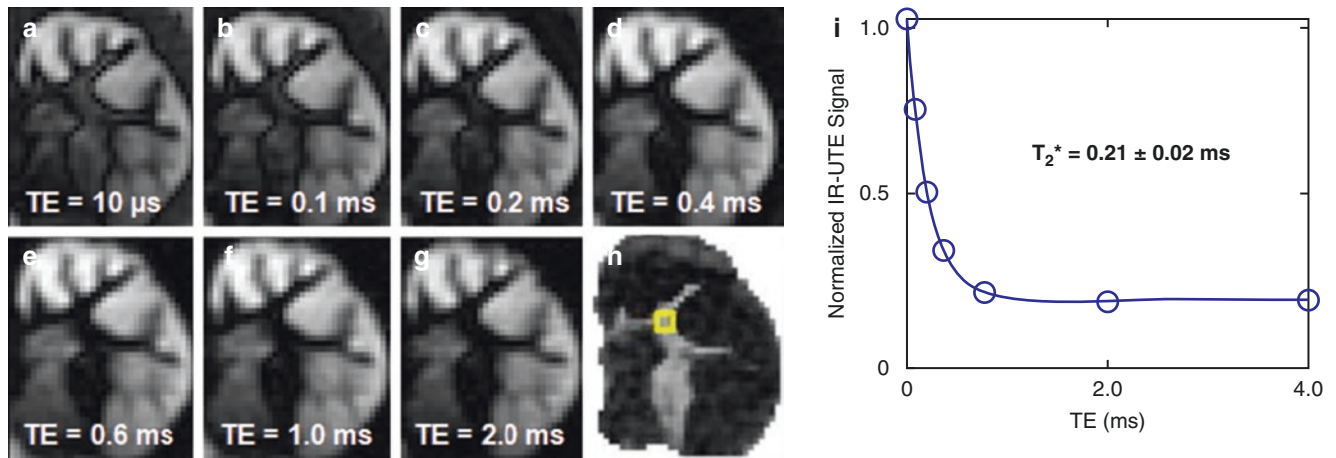 a
b
c
d
TE = 10 µs
TE = 0.1 ms
TE = 0.2 ms
TE = 0.4 ms
e
f
g
h
TE = 0.6 ms
TE = 1.0 ms
TE = 2.0 ms
i
1.0
0.5
0
Normalized IR-UTE Signal
T₂* = 0.21 ± 0.02 ms
0
2.0
4.0
TE (ms)